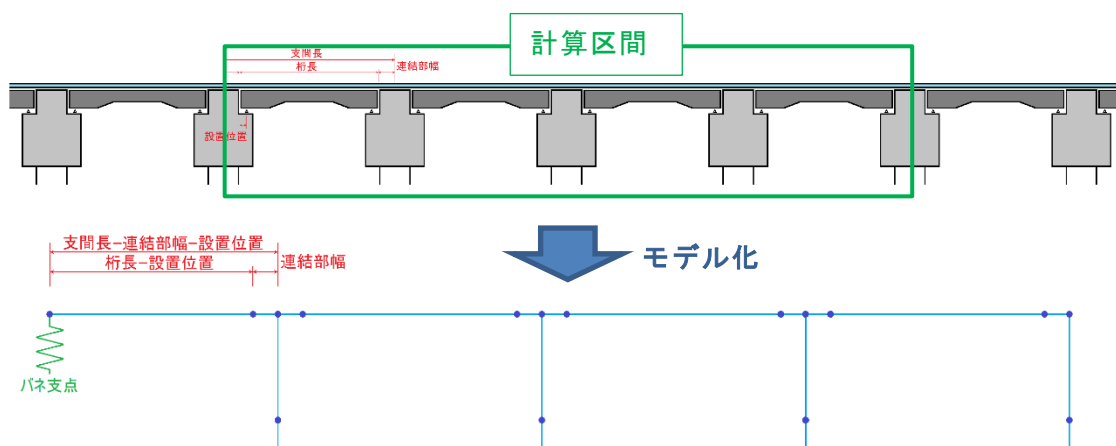 計算区間
支間長
桁長
連結部幅
設置位置
支間長-連結部幅-設置位置
桁長-設置位置
連結部幅
モデル化
バネ支点